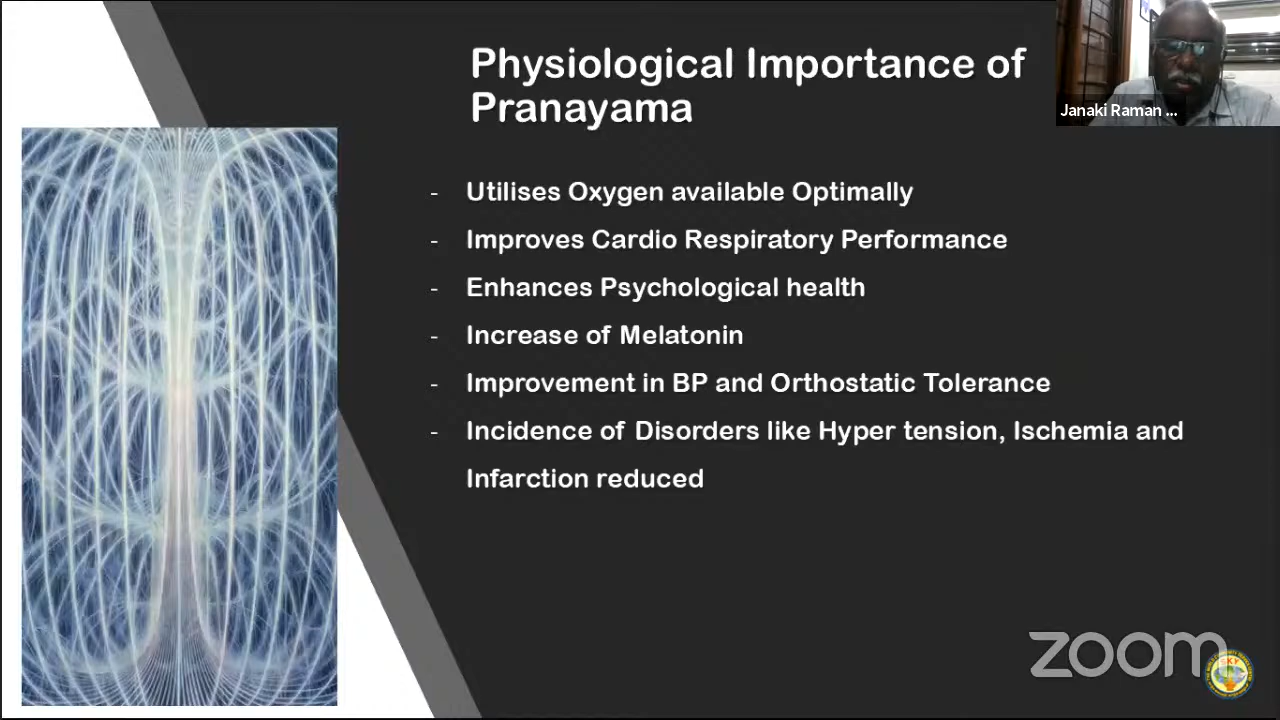 Physiological Importance of
Pranayama
Janaki Raman ...
- Utilises Oxygen available Optimally
- Improves Cardio Respiratory Performance
- Enhances Psychological health
- Increase of Melatonin
- Improvement in BP and Orthostatic Tolerance
- Incidence of Disorders like Hyper tension, Ischemia and
Infarction reduced
zoom
SKY